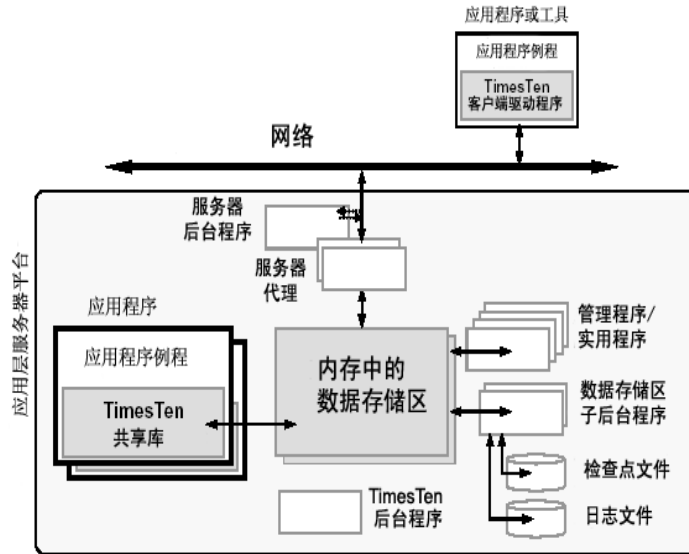 应用程序或工具
应用程序例程
TimesTen
客户端驱动程序
网络
应用层服务器平台
服务器
后台程序
服务器
代理
应用程序
应用程序例程
TimesTen
共享库
内存中的
数据存储区
管理程序/
实用程序
数据存储区
子后台程序
检查点文件
日志文件
TimesTen
后台程序